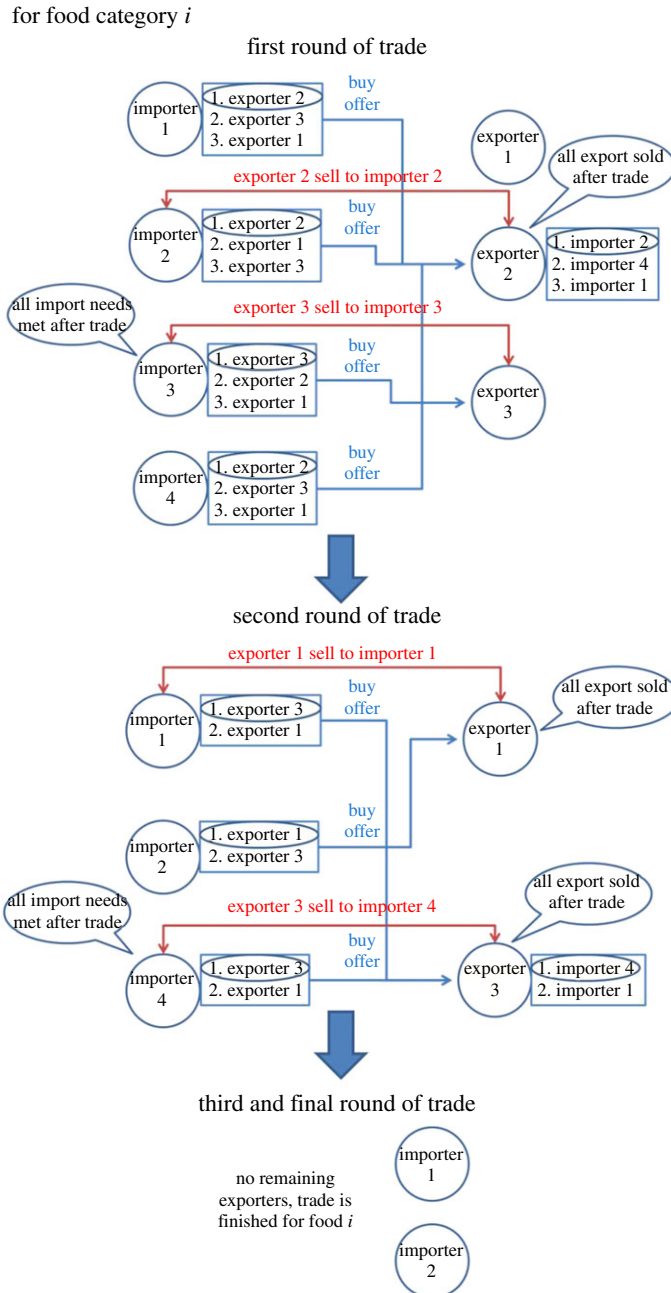 for food category i
first round of trade
importer
1
1. exporter 2
2. exporter 3
3. exporter 1
buy
offer
exporter
1
all export sold
after trade
exporter 2 sell to importer 2
importer
2
1. exporter 2
2. exporter 1
3. exporter 3
buy
offer
exporter
2
1. importer 2
2. importer 4
3. importer 1
all import needs
met after trade
exporter 3 sell to importer 3
importer
3
1. exporter 3
2. exporter 2
3. exporter 1
buy
offer
exporter
3
importer
4
1. exporter 2
2. exporter 3
3. exporter 1
buy
offer
second round of trade
exporter 1 sell to importer 1
importer
1
1. exporter 3
2. exporter 1
buy
offer
exporter
1
all export sold
after trade
importer
2
1. exporter 1
2. exporter 3
buy
offer
all import needs
met after trade
exporter 3 sell to importer 4
all export sold
after trade
importer
4
1. exporter 3
2. exporter 1
buy
offer
exporter
3
1. importer 4
2. importer 1
third and final round of trade
no remaining
exporters, trade is
finished for food i
importer
1
importer
2